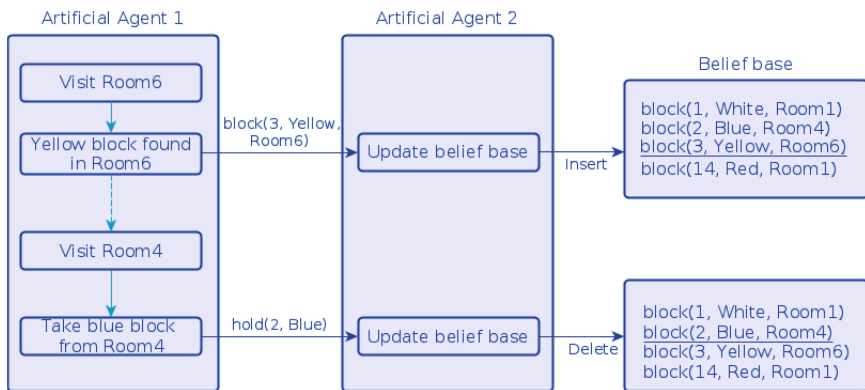 Artificial Agent 1
Artificial Agent 2
Belief base
Visit Room6
Yellow block found
in Room6
Visit Room4
Take blue block
from Room4
block(3, Yellow,
Room6)
hold(2, Blue)
Update belief base
Update belief base
Insert
Delete
block(1, White, Room1)
block(2, Blue, Room4)
block(3, Yellow, Room6)
block(14, Red, Room1)
block(1, White, Room1)
block(2, Blue, Room4)
block(3, Yellow, Room6)
block(14, Red, Room1)